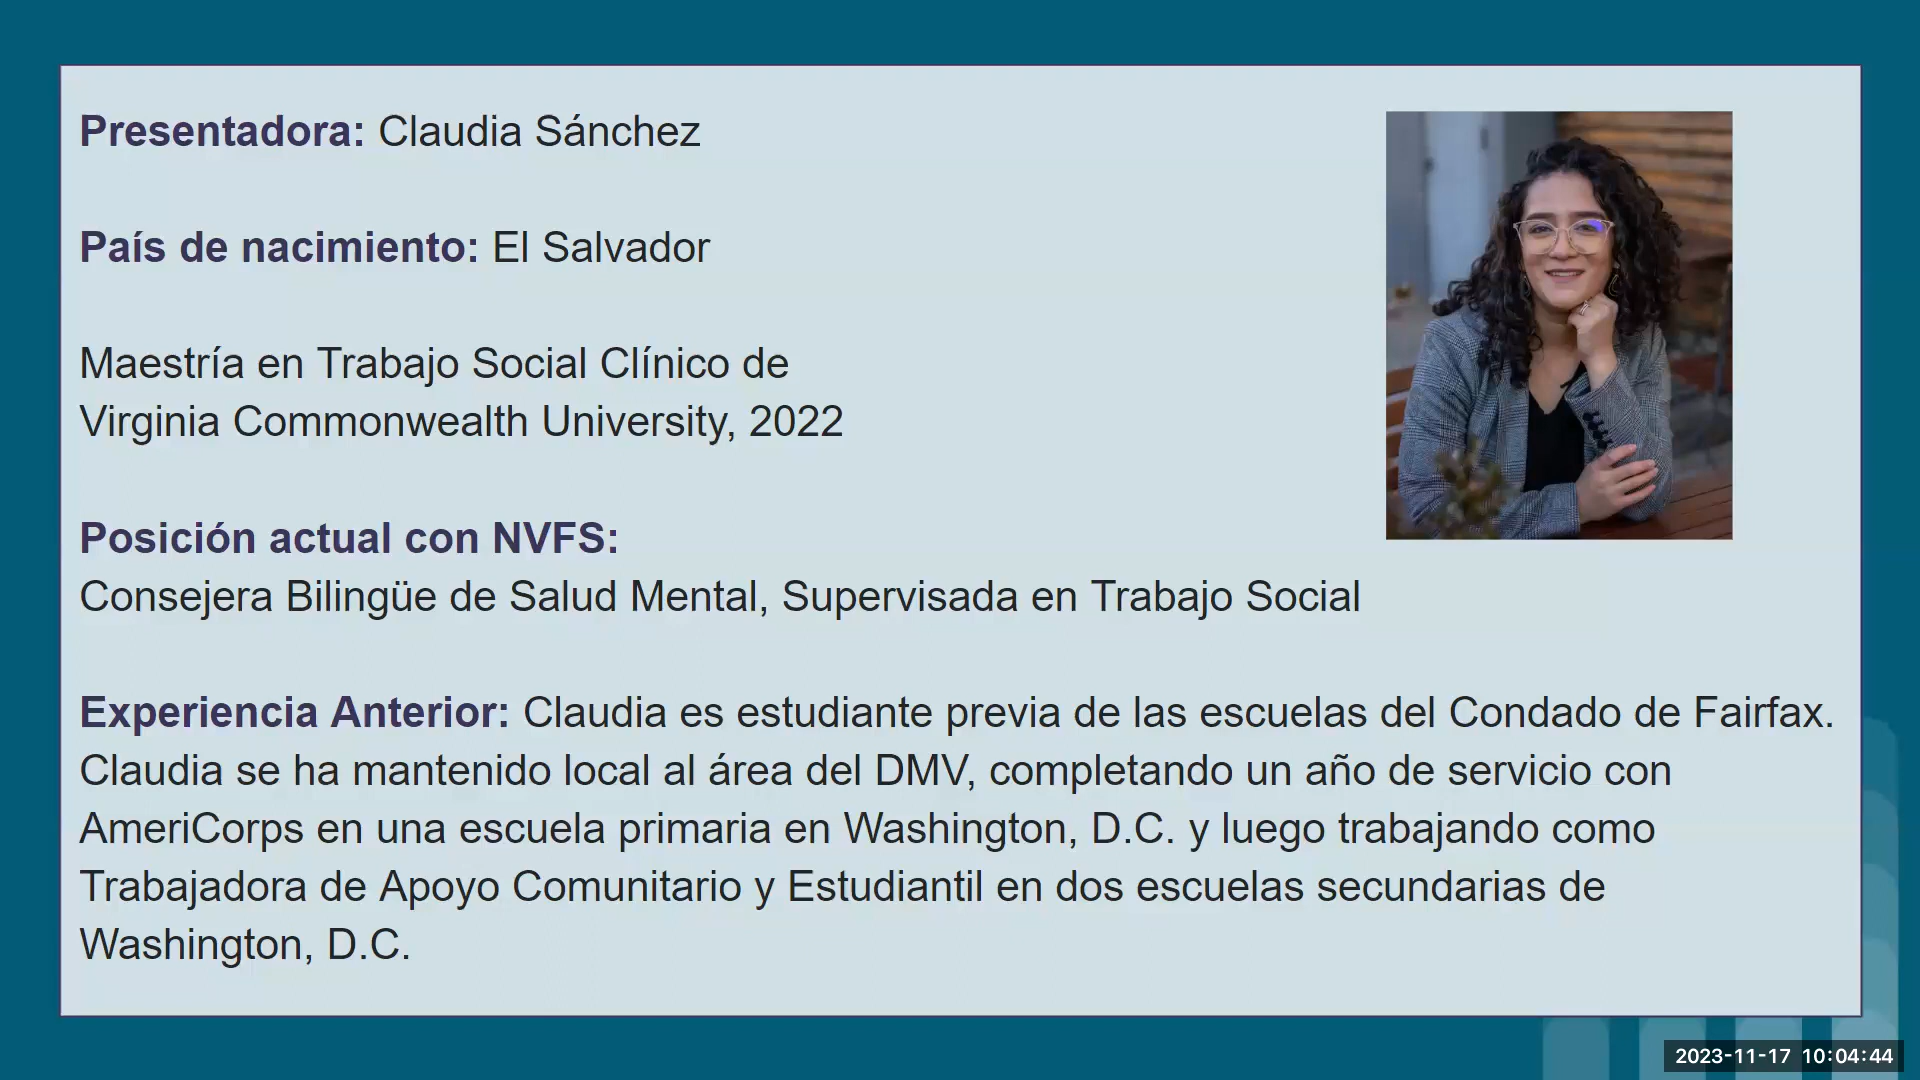 Presentadora: Claudia Sánchez
País de nacimiento: El Salvador
Maestría en Trabajo Social Clínico de
Virginia Commonwealth University, 2022
Posición actual con NVFS:
Consejera Bilingüe de Salud Mental, Supervisada en Trabajo Social
Experiencia Anterior: Claudia es estudiante previa de las escuelas del Condado de Fairfax.
Claudia se ha mantenido local al área del DMV, completando un año de servicio con
AmeriCorps en una escuela primaria en Washington, D.C. y luego trabajando como
Trabajadora de Apoyo Comunitario y Estudiantil en dos escuelas secundarias de
Washington, D.C.
2023-11-17 10:04:44